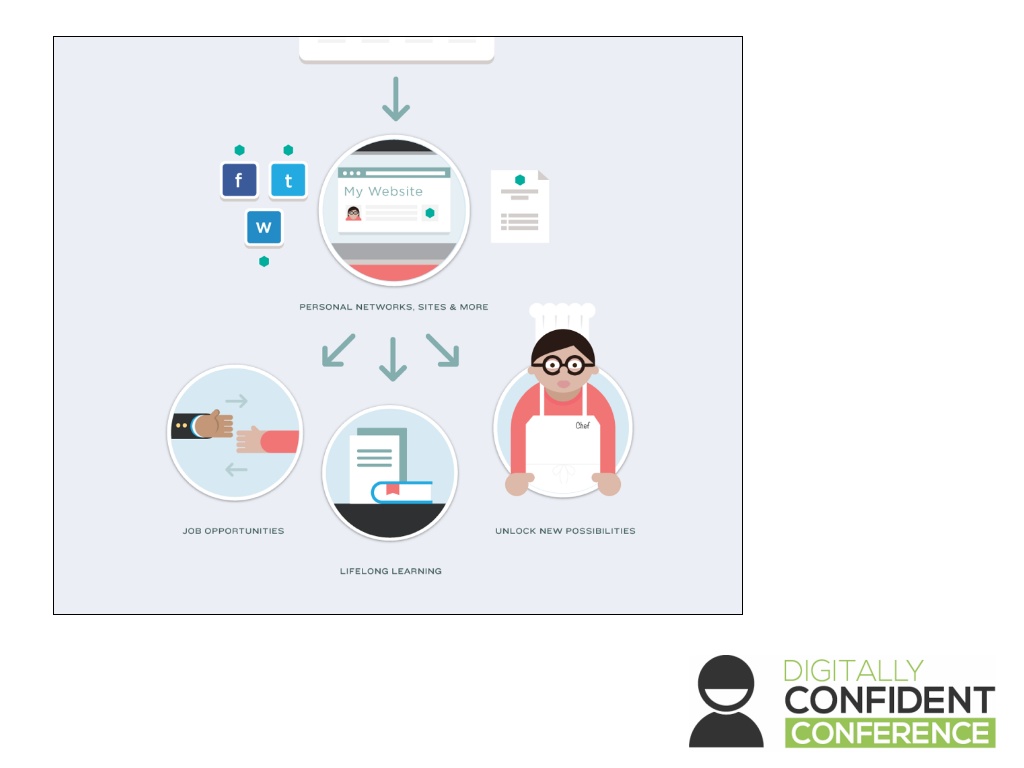 f
t
w
My Website
PERSONAL NETWORKS, SITES & MORE
Chef
JOB OPPORTUNITIES
UNLOCK NEW POSSIBILITIES
LIFELONG LEARNING
DIGITALLY
CONFIDENT
CONFERENCE